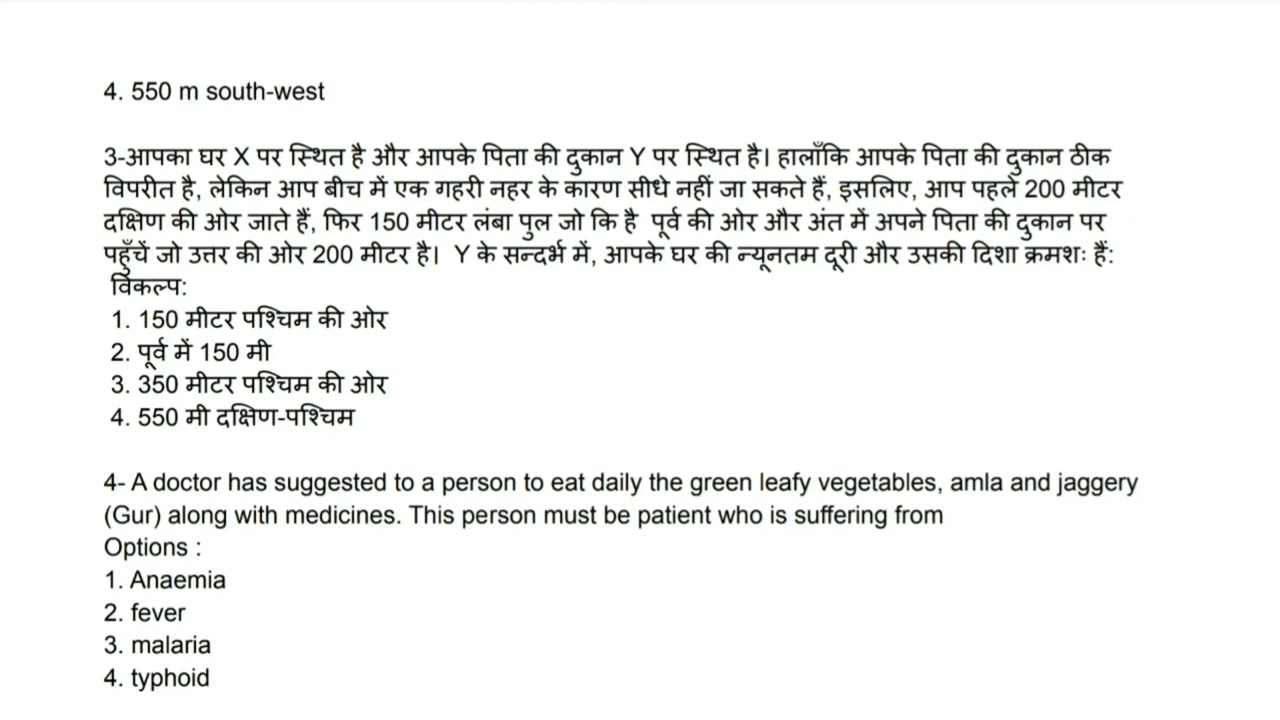 4. 550 m south-west
3-आपका घर X पर स्थित है और आपके पिता की दुकान Y पर स्थित है। हालाँकि आपके पिता की दुकान ठीक
विपरीत है, लेकिन आप बीच में एक गहरी नहर के कारण सीधे नहीं जा सकते हैं, इसलिए, आप पहले 200 मीटर
दक्षिण की ओर जाते हैं, फिर 150 मीटर लंबा पुल जो कि है पूर्व की ओर और अंत में अपने पिता की दुकान पर
पहुँचें जो उत्तर की ओर 200 मीटर है। Y के सन्दर्भ में, आपके घर की न्यूनतम दूरी और उसकी दिशा क्रमशः हैं:
विकल्प:
1. 150 मीटर पश्चिम की ओर
2. पूर्व में 150 मी
3. 350 मीटर पश्चिम की ओर
4. 550 मी दक्षिण-पश्चिम
4- A doctor has suggested to a person to eat daily the green leafy vegetables, amla and jaggery
(Gur) along with medicines. This person must be patient who is suffering from
Options :
1. Anaemia
2. fever
3. malaria
4. typhoid